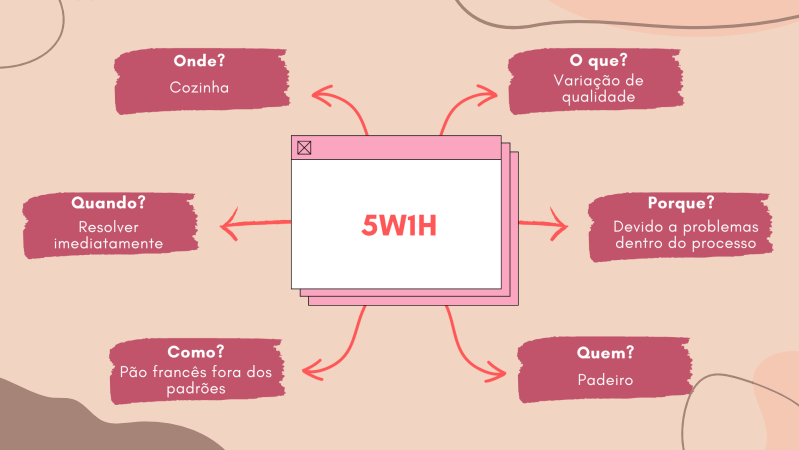 Onde?
Cozinha
O que?
Variação de
qualidade
Quando?
Resolver
imediatamente
5W1H
Porque?
Devido a problemas
dentro do processo
Como?
Pão francês fora dos
padrões
Quem?
Padeiro